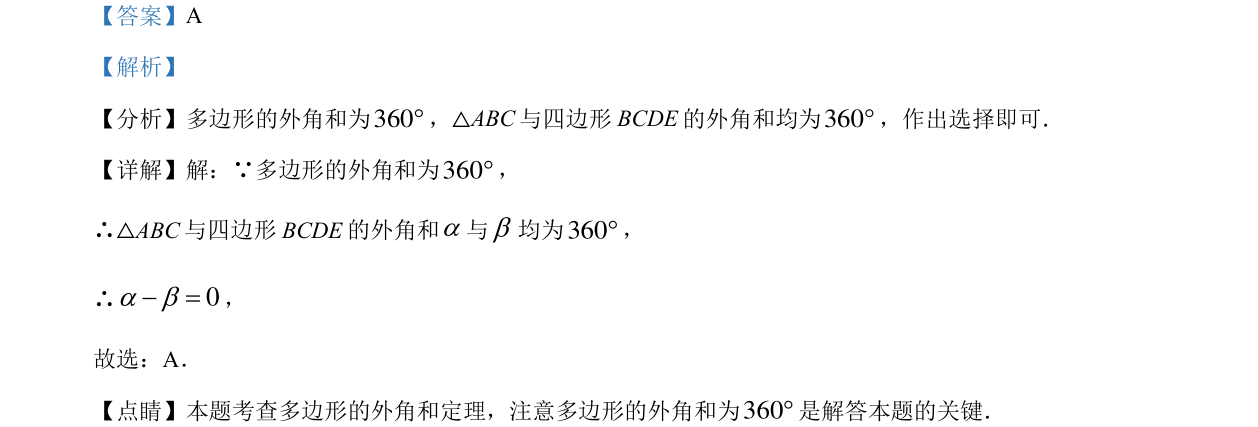 【答案】A
【解析】
【分析】多边形的外角和为360°，△ABC与四边形BCDE的外角和均为360°，作出选择即可．
【详解】解：∵多边形的外角和为360°，
∴△ABC与四边形BCDE的外角和α与β均为360°，
∴α−β=0，
故选：A．
【点睛】本题考查多边形的外角和定理，注意多边形的外角和为360°是解答本题的关键．